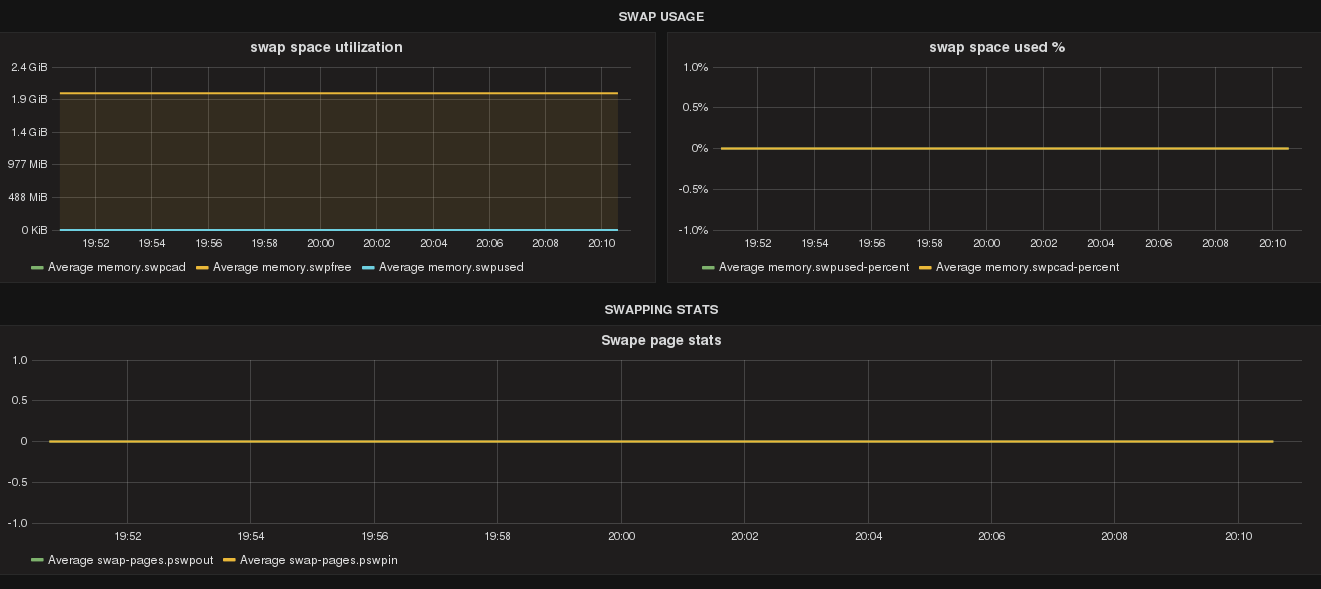 SWAP USAGE
swap space utilization
2.4 GiB
1.9 GiB
1.4 GiB
977 MiB
488 MiB
0 KiB
19:52 19:54 19:56 19:58 20:00 20:02 20:04 20:06 20:08 20:10
Average memory.swpcad Average memory.swpfree Average memory.swpused
swap space used %
1.0%
0.5%
0%
-0.5%
-1.0%
19:52 19:54 19:56 19:58 20:00 20:02 20:04 20:06 20:08 20:10
Average memory.swpused-percent Average memory.swpcad-percent
SWAPPING STATS
Swape page stats
1.0
0.5
0
-0.5
-1.0
19:52 19:54 19:56 19:58 20:00 20:02 20:04 20:06 20:08 20:10
Average swap-pages.pswpout Average swap-pages.pswpin